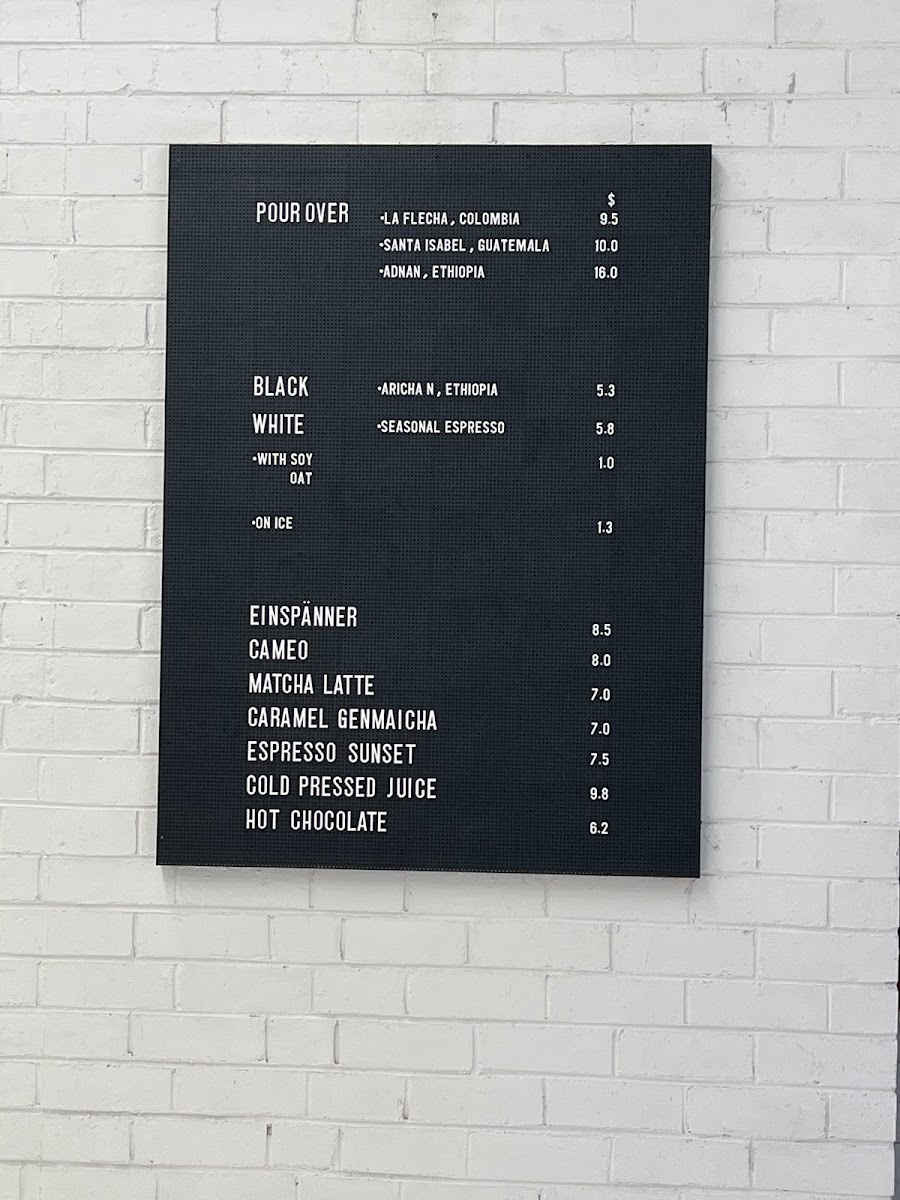 $
POUR OVER •LA FLECHA, COLOMBIA 9.5
•SANTA ISABEL, GUATEMALA 10.0
•ADNAN, ETHIOPIA 16.0
BLACK •ARICHA N, ETHIOPIA 5.3
WHITE •SEASONAL ESPRESSO 5.8
•WITH SOY 1.0
OAT
•ON ICE 1.3
EINSPÄNNER 8.5
CAMEO 8.0
MATCHA LATTE 7.0
CARAMEL GENMAICHA 7.0
ESPRESSO SUNSET 7.5
COLD PRESSED JUICE 9.8
HOT CHOCOLATE 6.2